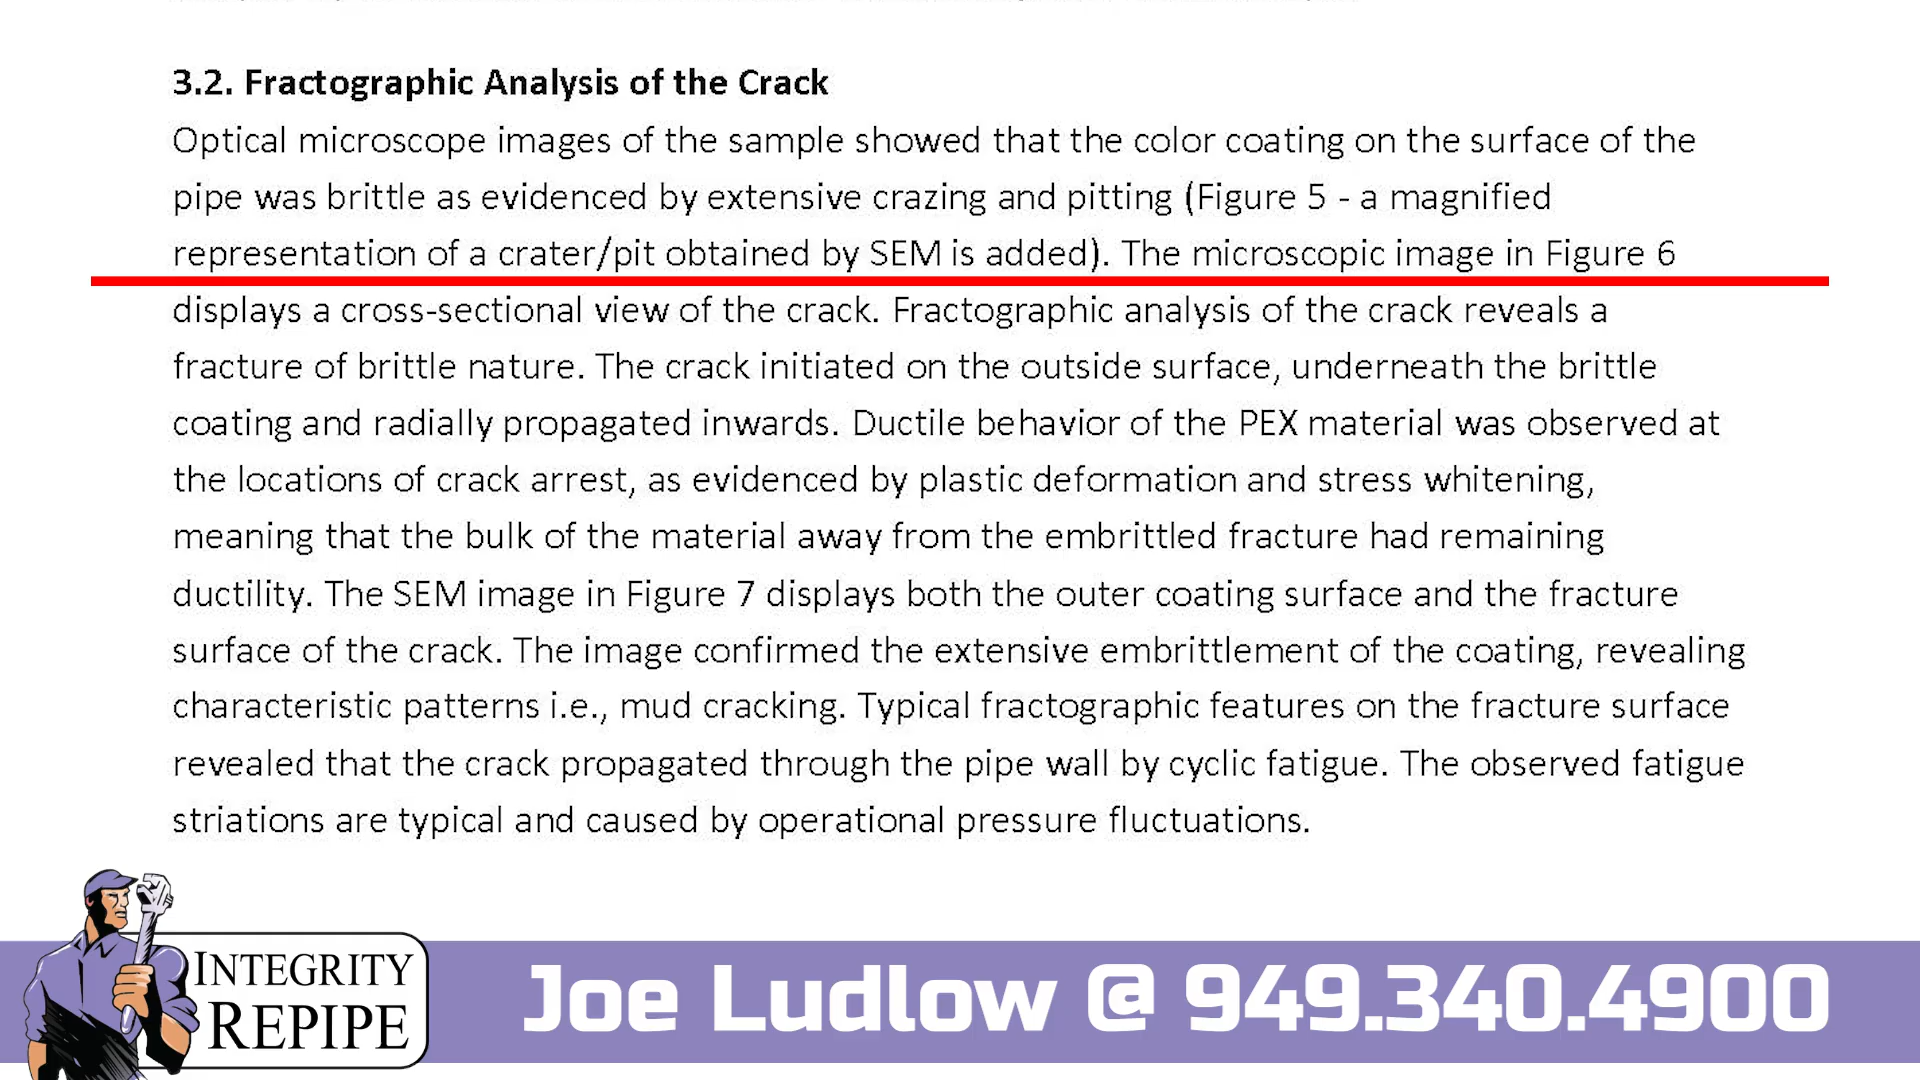 3.2. Fractographic Analysis of the Crack
Optical microscope images of the sample showed that the color coating on the surface of the
pipe was brittle as evidenced by extensive crazing and pitting (Figure 5 - a magnified
representation of a crater/pit obtained by SEM is added). The microscopic image in Figure 6
displays a cross-sectional view of the crack. Fractographic analysis of the crack reveals a
fracture of brittle nature. The crack initiated on the outside surface, underneath the brittle
coating and radially propagated inwards. Ductile behavior of the PEX material was observed at
the locations of crack arrest, as evidenced by plastic deformation and stress whitening,
meaning that the bulk of the material away from the embrittled fracture had remaining
ductility. The SEM image in Figure 7 displays both the outer coating surface and the fracture
surface of the crack. The image confirmed the extensive embrittlement of the coating, revealing
characteristic patterns i.e., mud cracking. Typical fractographic features on the fracture surface
revealed that the crack propagated through the pipe wall by cyclic fatigue. The observed fatigue
striations are typical and caused by operational pressure fluctuations.
INTEGRITY
REPIPE
Joe Ludlow @ 949.340.4900